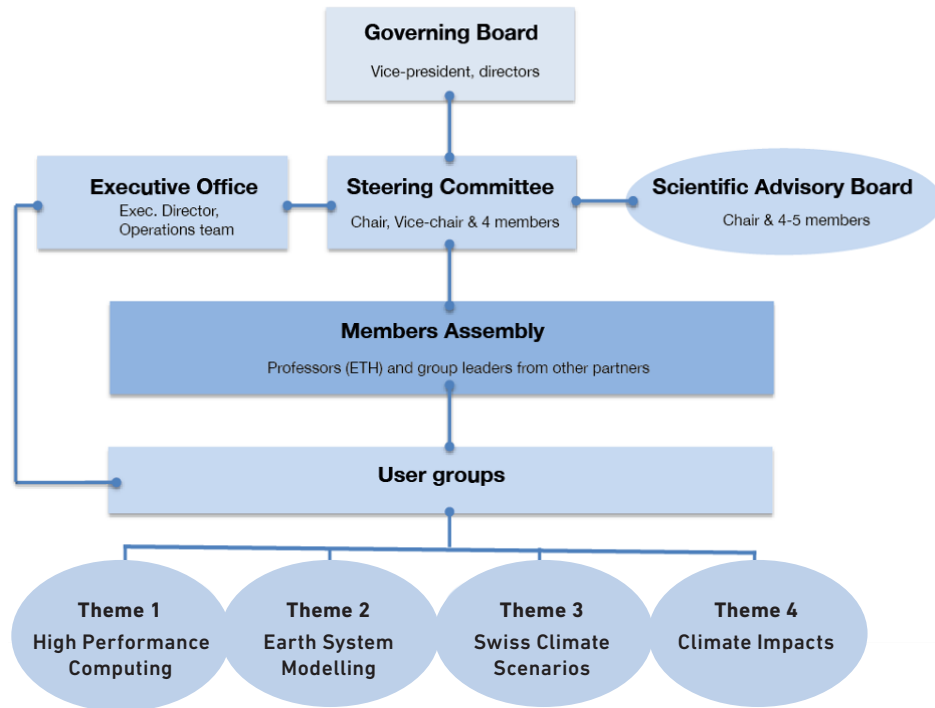 Governing Board
Vice-president, directors
Executive Office
Exec. Director,
Operations team
Steering Committee
Chair, Vice-chair & 4 members
Scientific Advisory Board
Chair & 4-5 members
Members Assembly
Professors (ETH) and group leaders from other partners
User groups
Theme 1
High Performance
Computing
Theme 2
Earth System
Modelling
Theme 3
Swiss Climate
Scenarios
Theme 4
Climate Impacts